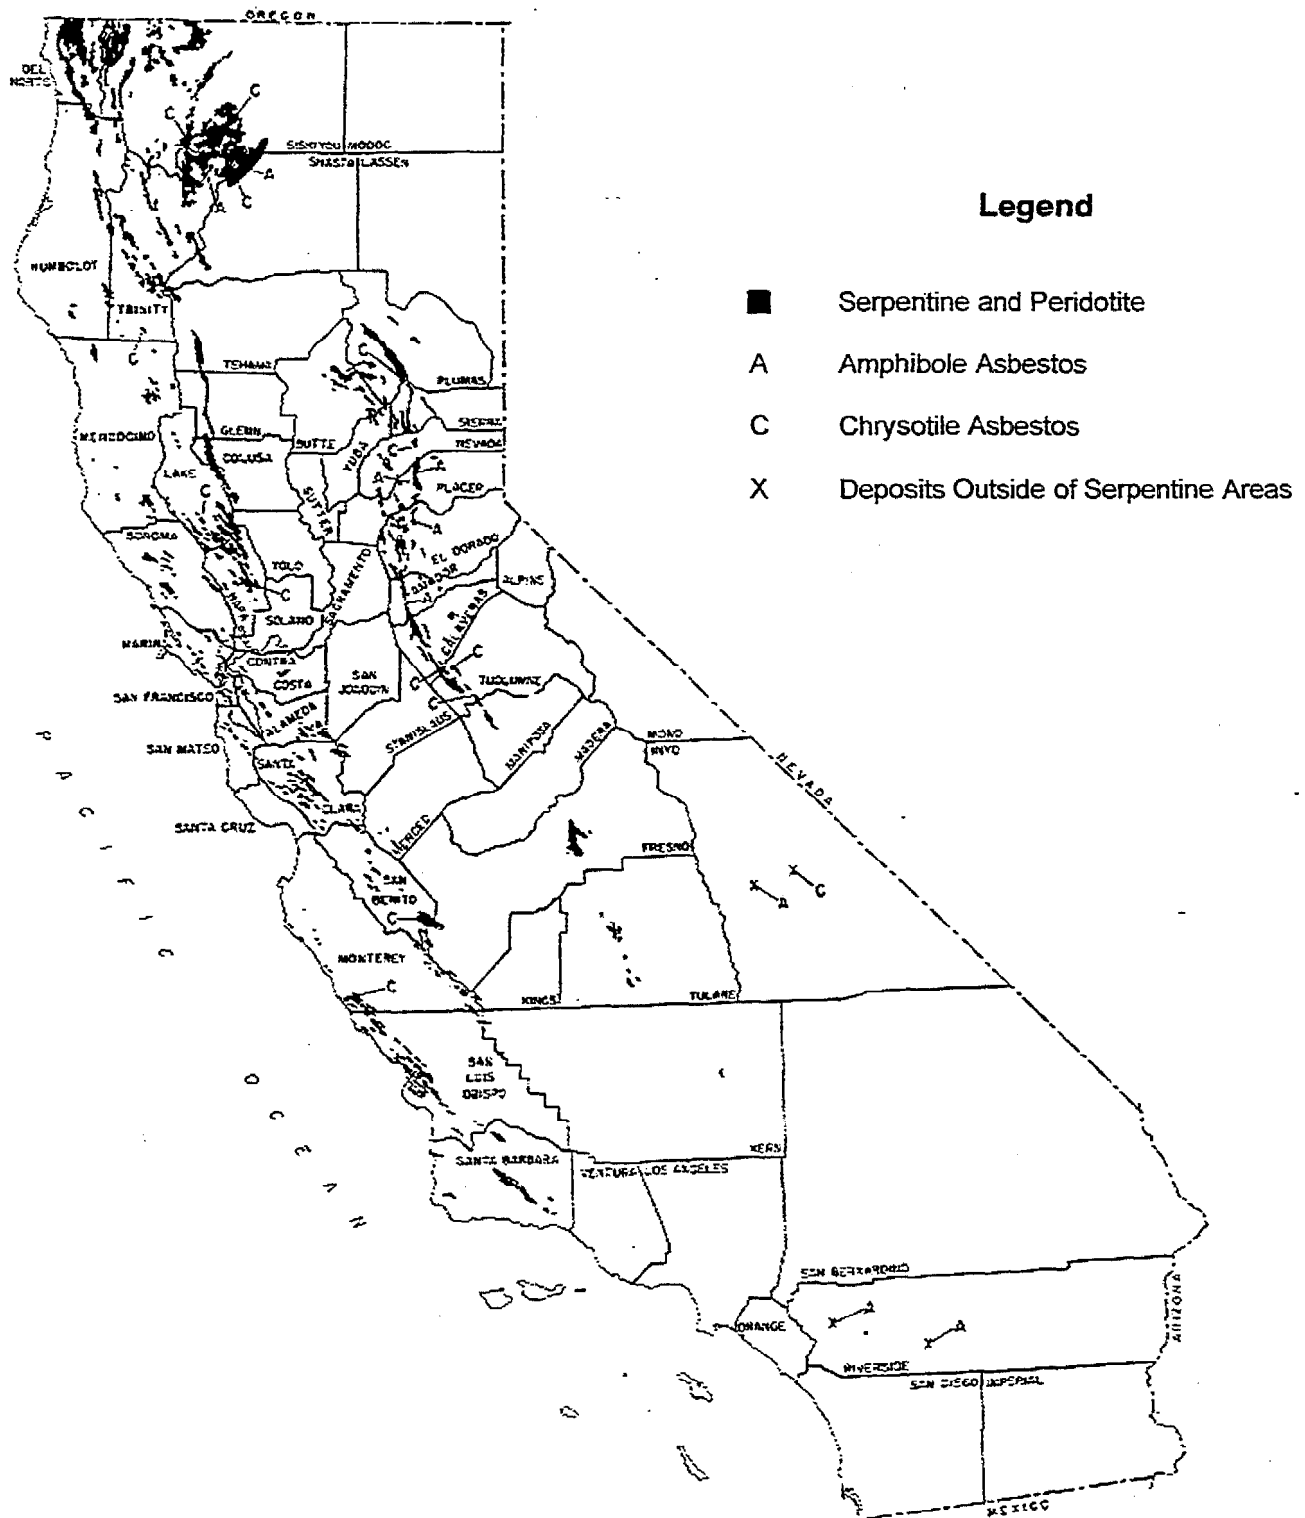 OREGON
DEL
NORTE
C
C
SISKIYOU MODOC
SHASTA LASSEN
A
A
C
Legend
Serpentine and Peridotite
A Amphibole Asbestos
C Chrysotile Asbestos
X Deposits Outside of Serpentine Areas
HUMBOLDT
TRINITY
C
C
TEHAMA
PLUMAS
SIERRA
MENDOCINO
GLENN
BUTTE
YUBA
C
NEVADA
COLUSA
LAKE
C
SUTTER
A
A
PLACER
A
SONOMA
YOLO
SACRAMENTO
EL DORADO
AMADOR
ALPINE
NAPA
C
SOLANO
CALAVERAS
MARIN
CONTRA
COSTA
SAN
JOAQUIN
C
C
C
TUOLUMNE
SAN FRANCISCO
ALAMEDA
STANISLAUS
MARIPOSA
MADERA
MONO
INYO
SAN MATEO
SANTA
CLARA
NEVADA
SANTA CRUZ
MERCED
FRESNO
X
C
X
A
SAN
BENITO
C
MONTEREY
C
KINGS
TULARE
PACIFIC
OCEAN
SAN
LUIS
OBISPO
KERN
SANTA BARBARA
VENTURA LOS ANGELES
SAN BERNARDINO
X
A
X
A
ORANGE
ARIZONA
RIVERSIDE
SAN DIEGO IMPERIAL
MEXICO